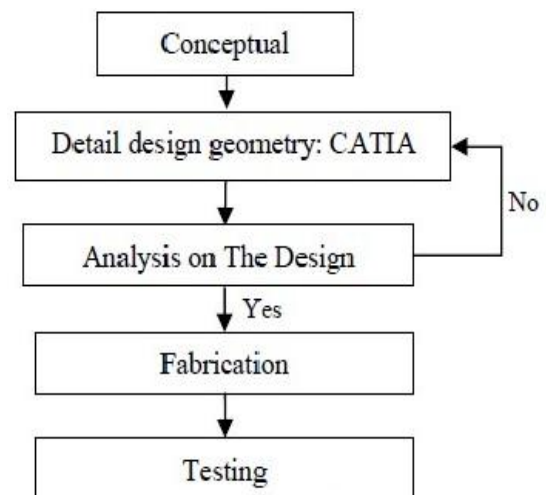 Conceptual
Detail design geometry: CATIA
No
Analysis on The Design
Yes
Fabrication
Testing